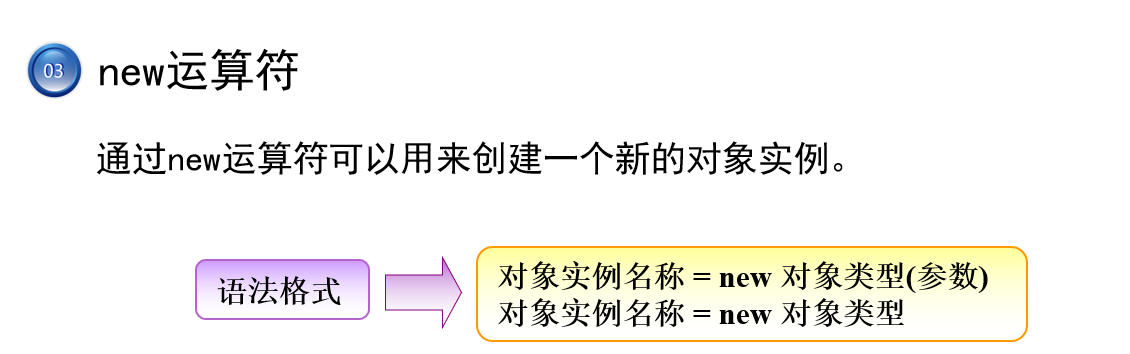 03
new运算符
通过new运算符可以用来创建一个新的对象实例。
语法格式
对象实例名称 = new 对象类型(参数)
对象实例名称 = new 对象类型